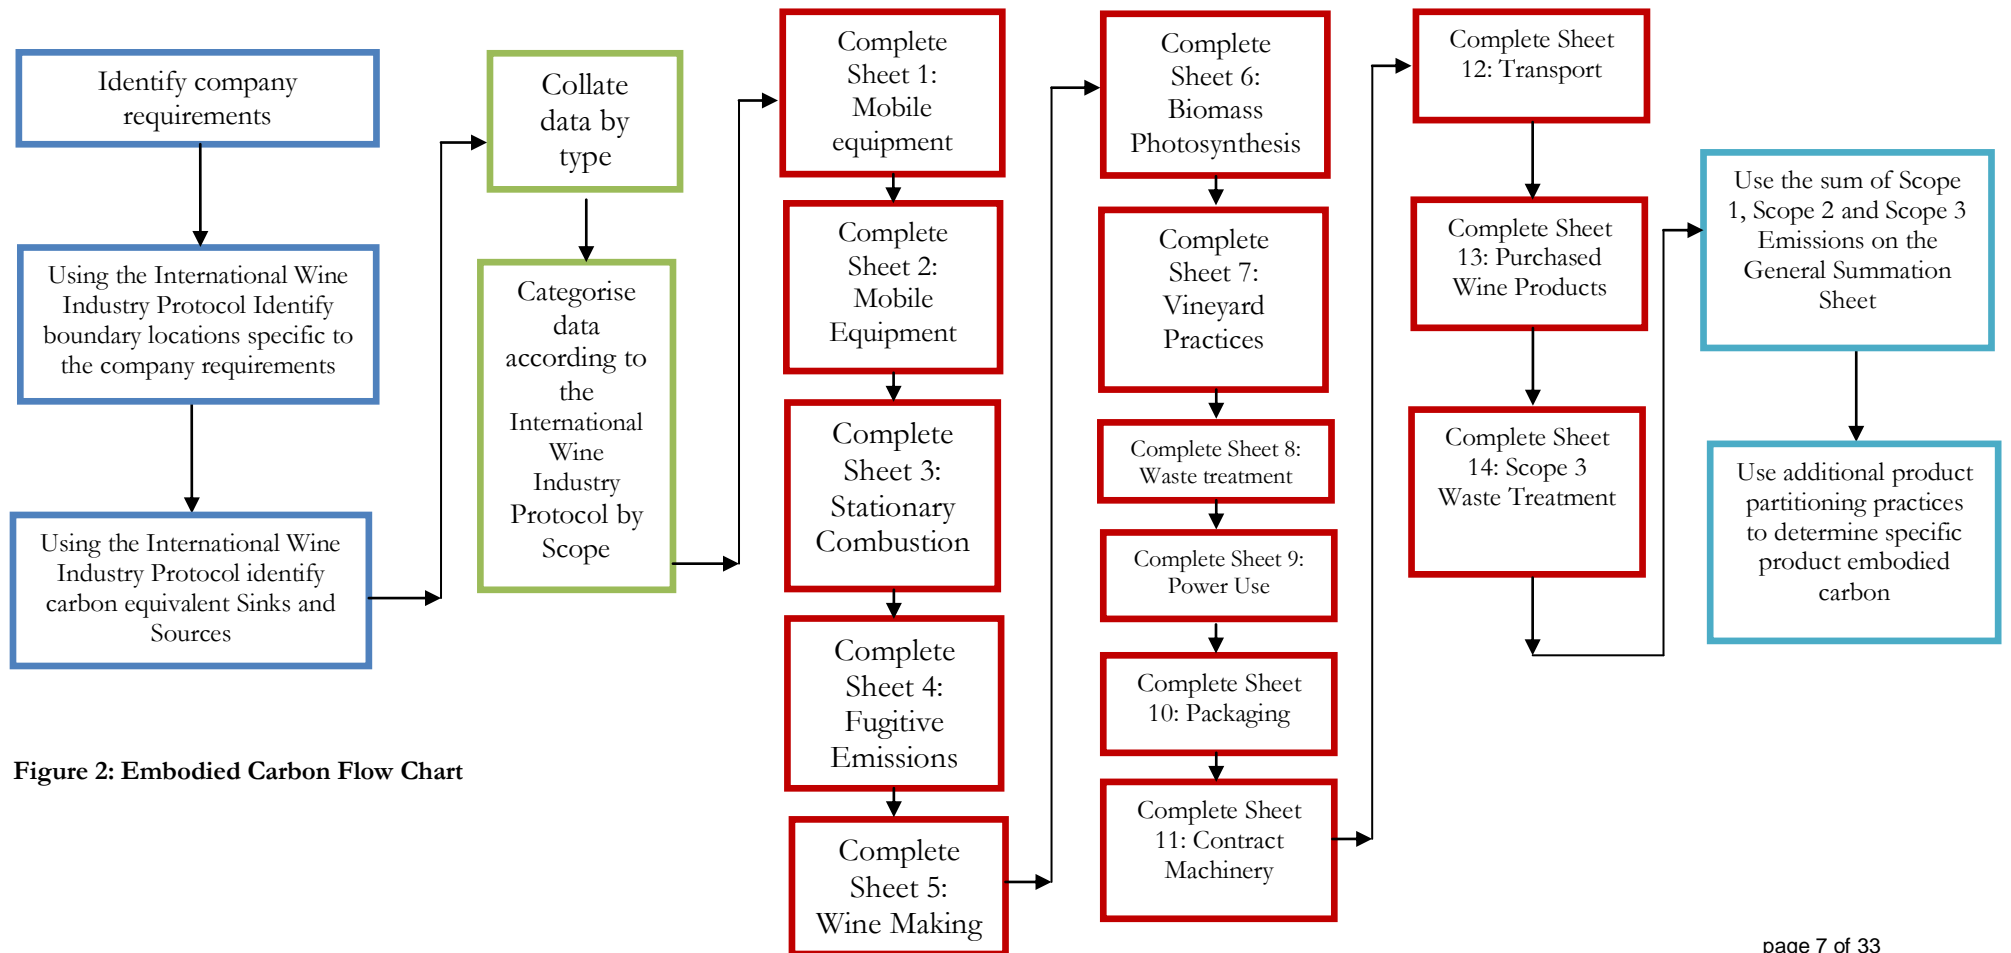 Identify company
requirements
Using the International Wine
Industry Protocol Identify
boundary locations specific to
the company requirements
Using the International Wine
Industry Protocol identify
carbon equivalent Sinks and
Sources
Collate
data by
type
Categorise
data
according to
the
International
Wine
Industry
Protocol by
Scope
Complete
Sheet 1:
Mobile
equipment
Complete
Sheet 2:
Mobile
Equipment
Complete
Sheet 3:
Stationary
Combustion
Complete
Sheet 4:
Fugitive
Emissions
Complete
Sheet 5:
Wine Making
Complete
Sheet 6:
Biomass
Photosynthesis
Complete
Sheet 7:
Vineyard
Practices
Complete Sheet 8:
Waste treatment
Complete Sheet 9:
Power Use
Complete Sheet
10: Packaging
Complete Sheet
11: Contract
Machinery
Complete Sheet
12: Transport
Complete Sheet
13: Purchased
Wine Products
Complete Sheet
14: Scope 3
Waste Treatment
Use the sum of Scope
1, Scope 2 and Scope 3
Emissions on the
General Summation
Sheet
Use additional product
partitioning practices
to determine specific
product embodied
carbon
Figure 2: Embodied Carbon Flow Chart
page 7 of 33